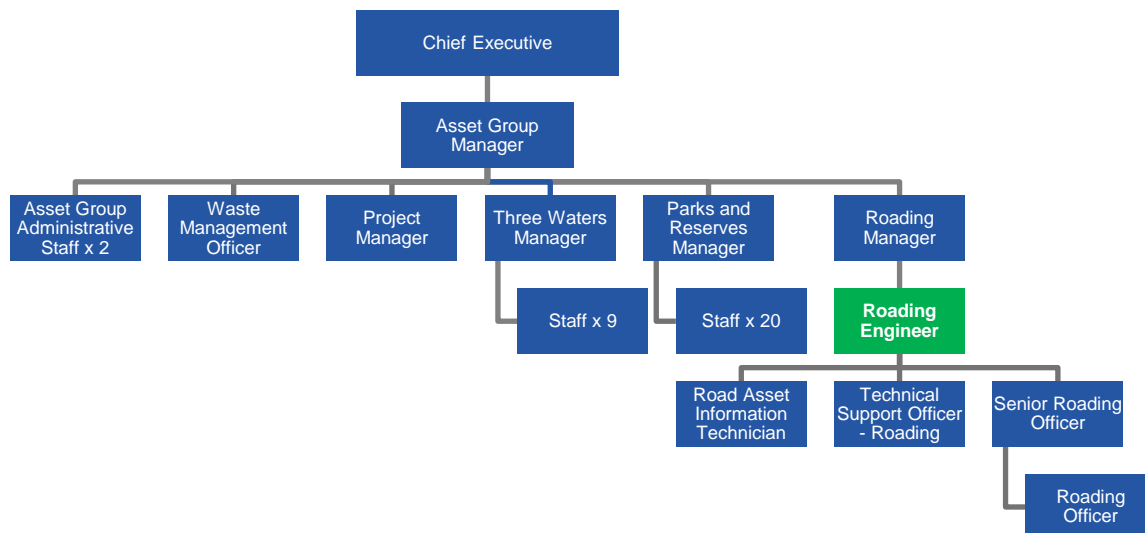 Chief Executive
Asset Group
Manager
Asset Group
Administrative
Staff x 2
Waste
Management
Officer
Project
Manager
Three Waters
Manager
Parks and
Reserves
Manager
Roading
Manager
Staff x 9
Staff x 20
Roading
Engineer
Road Asset
Information
Technician
Technical
Support Officer
- Roading
Senior Roading
Officer
Roading
Officer